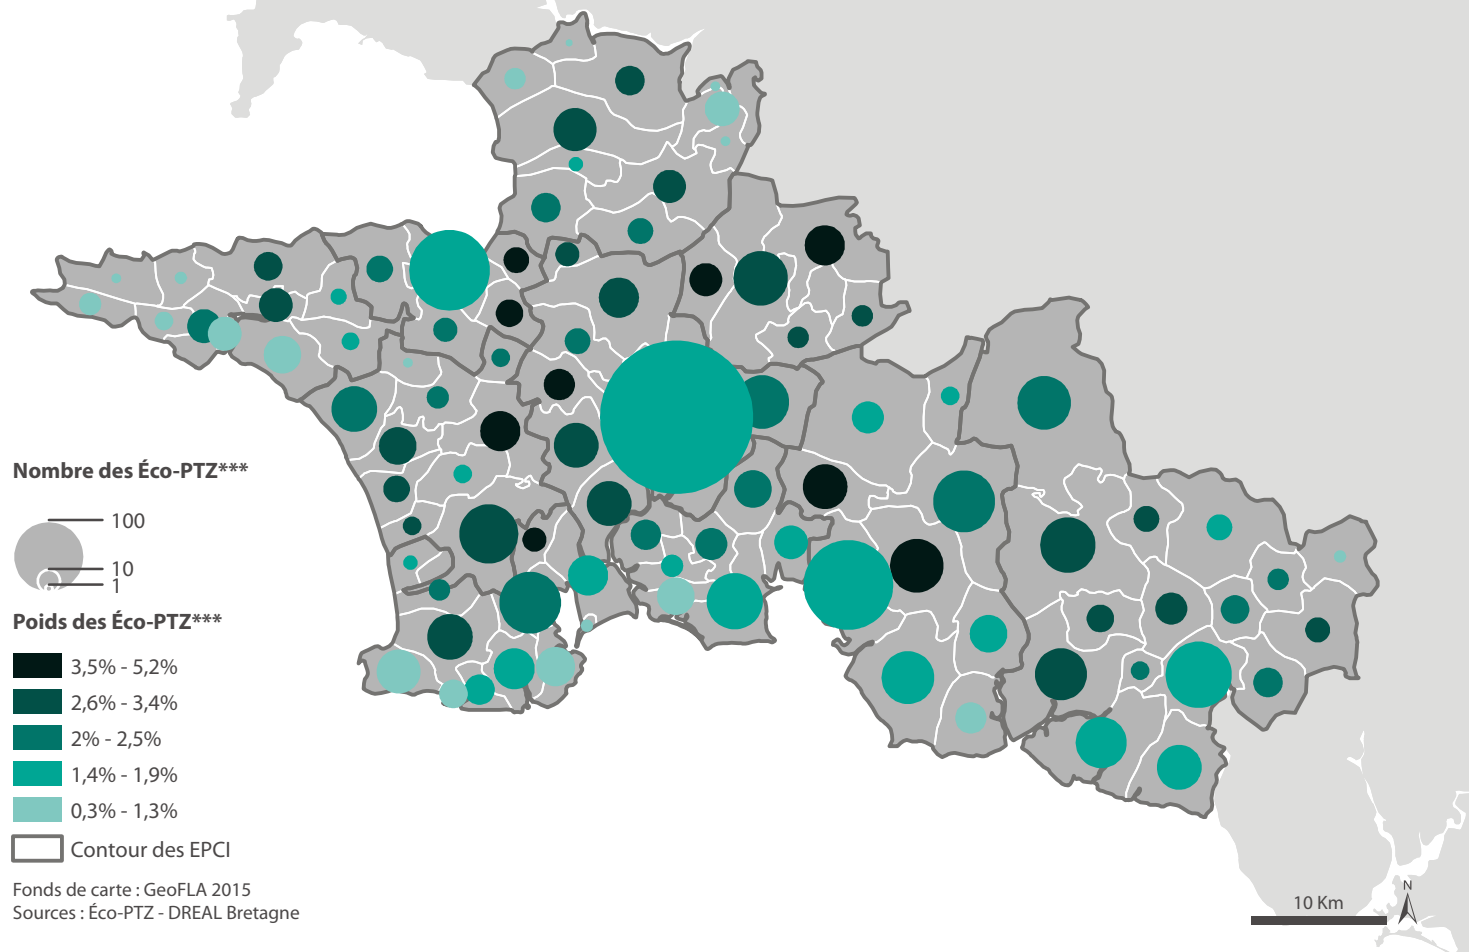 Nombre des Éco-PTZ***
100
10
1
Poids des Éco-PTZ***
3,5% - 5,2%
2,6% - 3,4%
2% - 2,5%
1,4% - 1,9%
0,3% - 1,3%
Contour des EPCI
Fonds de carte : GeoFLA 2015
Sources : Éco-PTZ - DREAL Bretagne
10 Km
N